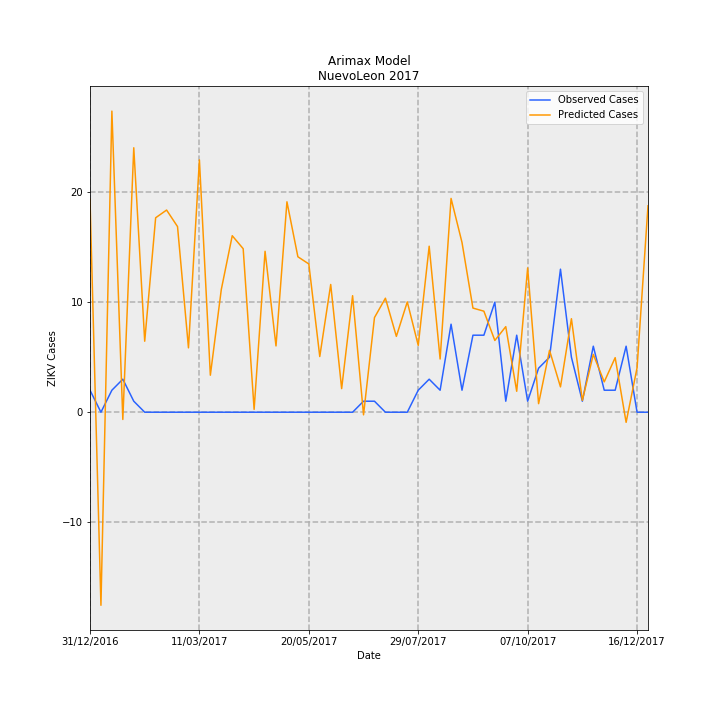 Arimax Model
NuevoLeon 2017
Observed Cases
Predicted Cases
ZIKV Cases
20
10
0
−10
31/12/2016
11/03/2017
20/05/2017
29/07/2017
07/10/2017
16/12/2017
Date